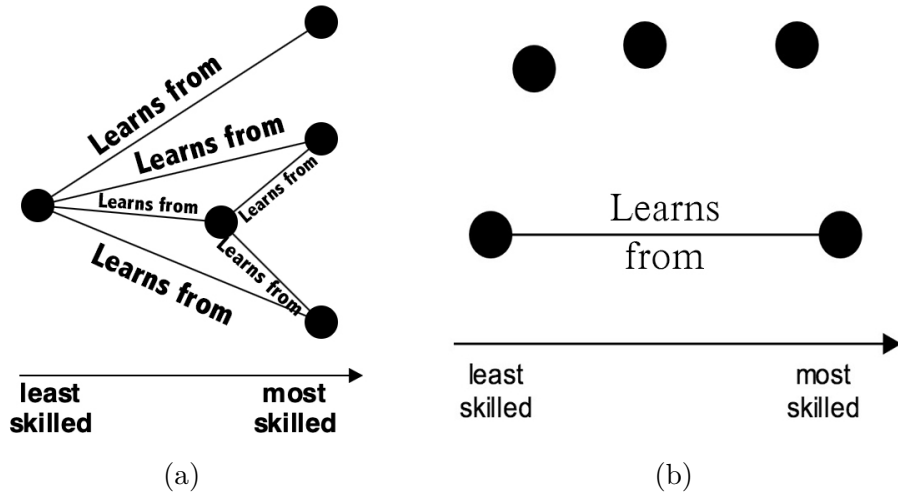 Learns from
Learns from
Learns from
Learns from
Learns from
Learns from
least
skilled
most
skilled
(a)
Learns
from
least
skilled
most
skilled
(b)